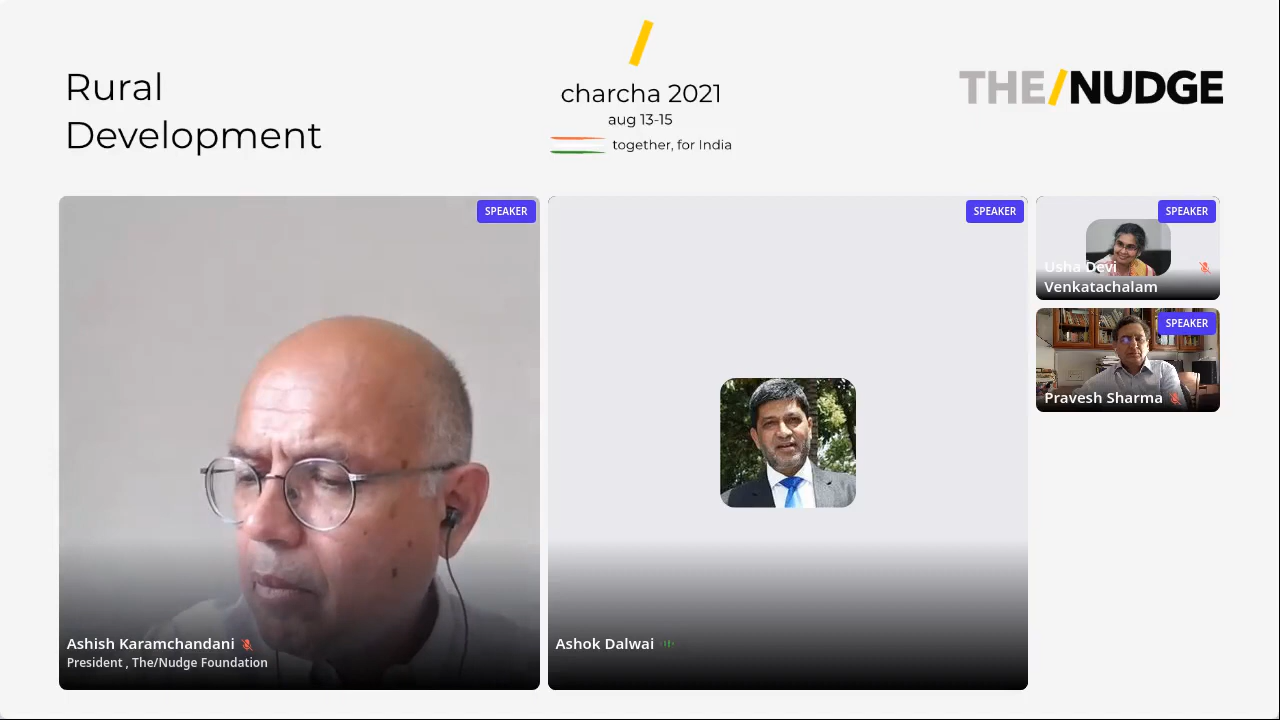 Rural
Development
charcha 2021
aug 13-15
together, for India
THE/NUDGE
SPEAKER
Ashish Karamchandani
President , The/Nudge Foundation
SPEAKER
Ashok Dalwai
SPEAKER
Usha Devi
Venkatachalam
SPEAKER
Pravesh Sharma